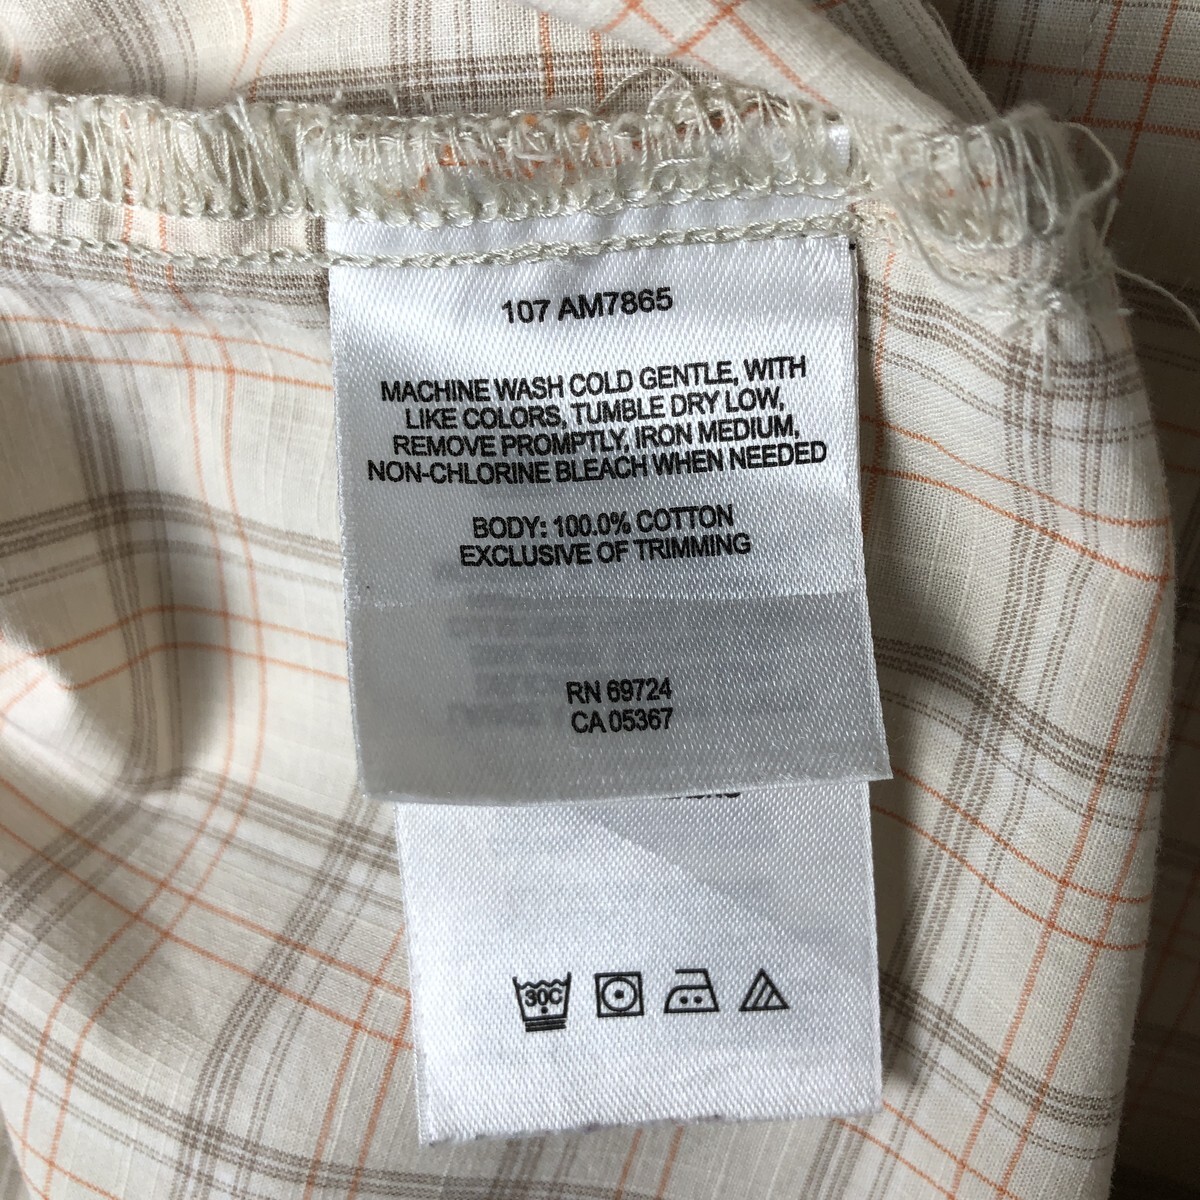 107 AM7865
MACHINE WASH COLD GENTLE, WITH
LIKE COLORS, TUMBLE DRY LOW,
REMOVE PROMPTLY, IRON MEDIUM,
NON-CHLORINE BLEACH WHEN NEEDED
BODY: 100.0% COTTON
EXCLUSIVE OF TRIMMING
RN 69724
CA 05367
30C